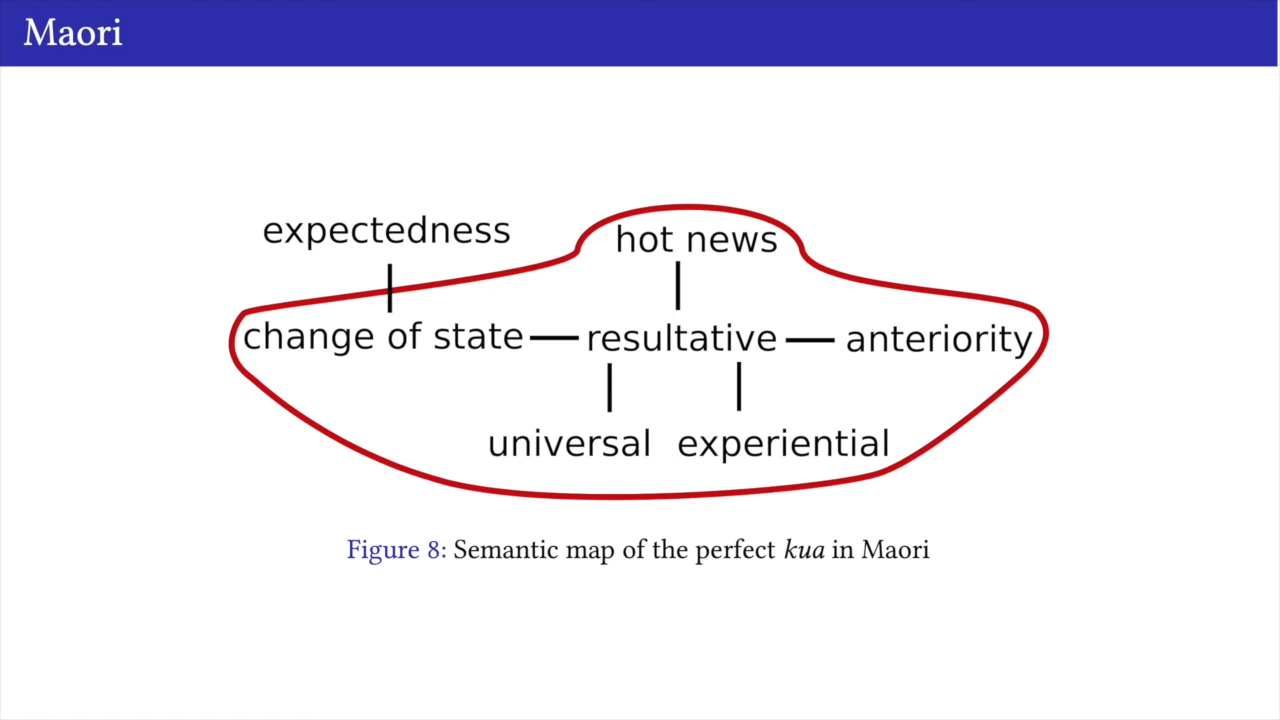 Maori
expectedness
hot news
change of state
resultative
anteriority
universal
experiential
Figure 8: Semantic map of the perfect kua in Maori